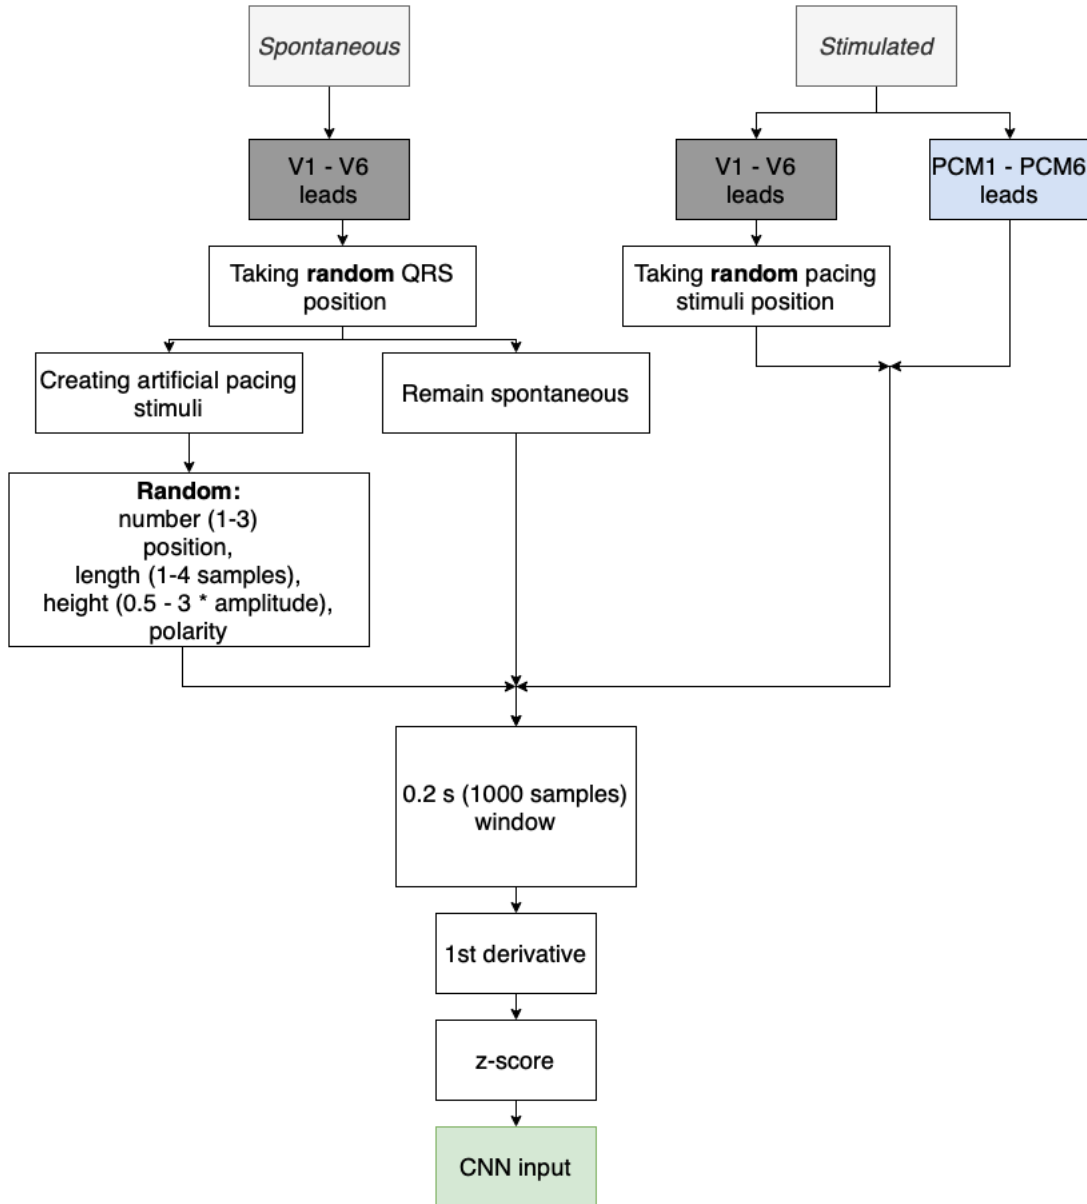 Spontaneous
Stimulated
V1 - V6
leads
V1 - V6
leads
PCM1 - PCM6
leads
Taking random QRS
position
Taking random pacing
stimuli position
Creating artificial pacing
stimuli
Remain spontaneous
Random:
number (1-3)
position,
length (1-4 samples),
height (0.5 - 3 * amplitude),
polarity
0.2 s (1000 samples)
window
1st derivative
z-score
CNN input